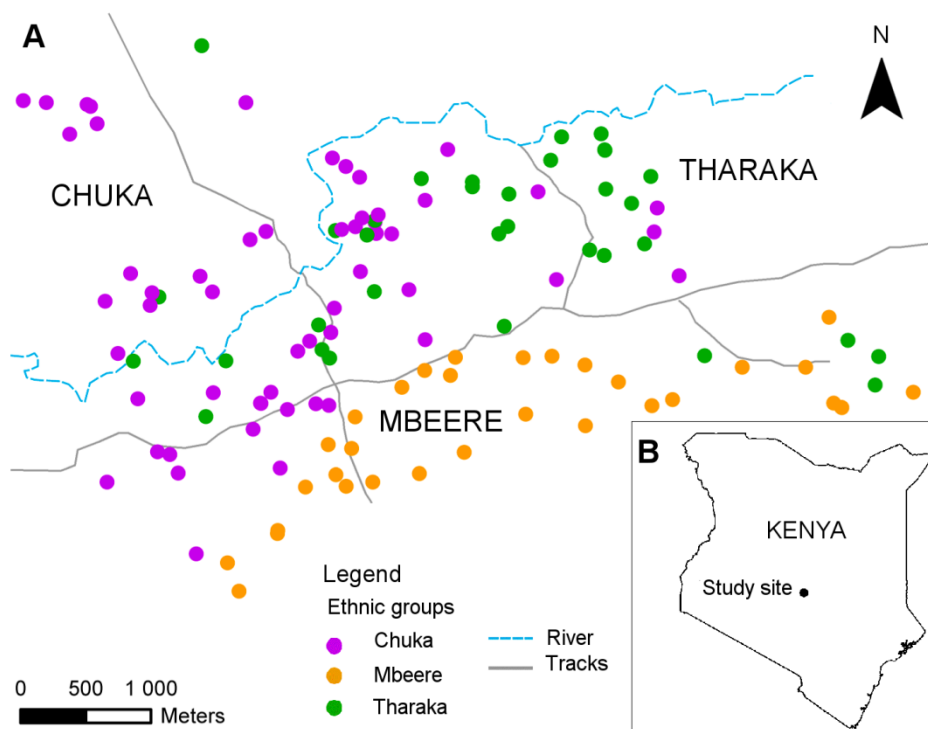 A
N
THARAKA
CHUKA
MBEERE
B
KENYA
Study site
Legend
Ethnic groups
Chuka
River
Mbeere
Tracks
Tharaka
0 500 1 000
Meters